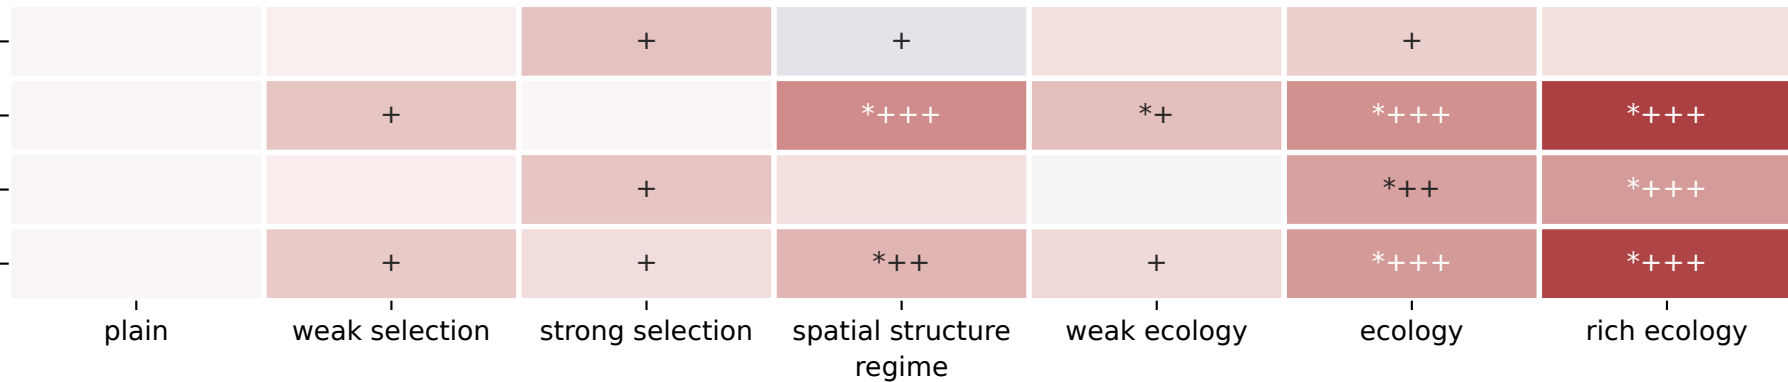 + + +
+ *+++ *+ *+++ *+++
+ *++ *+++
+ + *++ + *+++ *+++
plain weak selection strong selection spatial structure weak ecology ecology rich ecology
regime